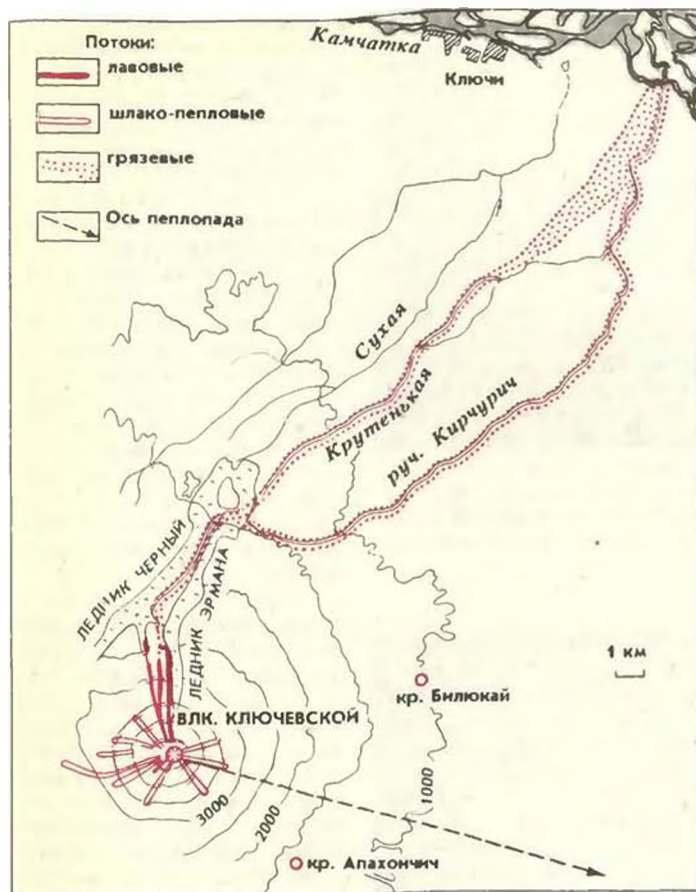 Потоки:
лавовые
шлако-пепловые
грязевые
Ось пеплопада
Камчатка
Ключи
Сухая
Крутенькая
руч. Кирчурич
ЛЕДНИК ЧЕРНЫЙ
ЛЕДНИК ЭРМАНА
1 км
кр. Билюкай
ВЛК. КЛЮЧЕВСКОЙ
3000
2000
1000
кр. Апахончич